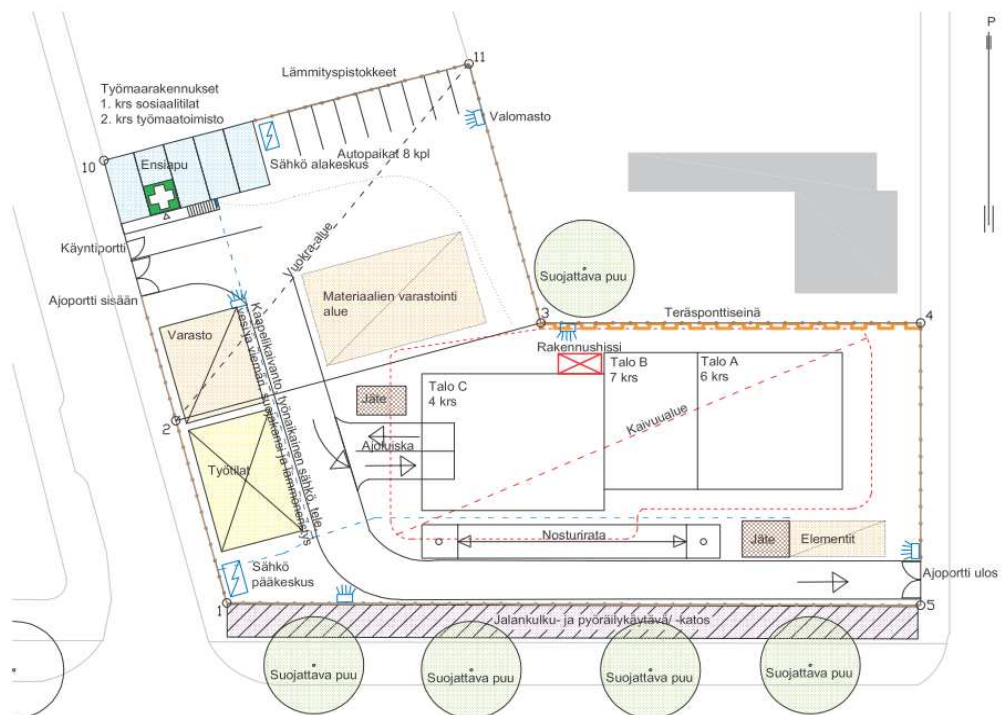 P
11
Lämmityspistokkeet
Työmaarakennukset
1. krs sosiaalitilat
2. krs työmaatoimisto
Valomasto
10
Ensiapu
Sähkö alakeskus
Autopaikat 8 kpl
Käyntiportti
Vuokra-alue
Suojattava puu
Ajoportti sisään
Materiaalien varastointi
alue
3
Teräsponttiseinä
4
Varasto
Kaapelikaivanto, työnaikainen sähkö, tele,
vesi ja viemäri, suojakansi ja lämmöneristys
Rakennushissi
Talo C
4 krs
Talo B
7 krs
Talo A
6 krs
Jäte
2
Kaivuualue
Ajoluiska
Työtilat
Nosturirata
Jäte
Elementit
Sähkö
pääkeskus
Ajoportti ulos
1
5
Jalankulku- ja pyöräilykäytävä/ -katos
Suojattava puu
Suojattava puu
Suojattava puu
Suojattava puu